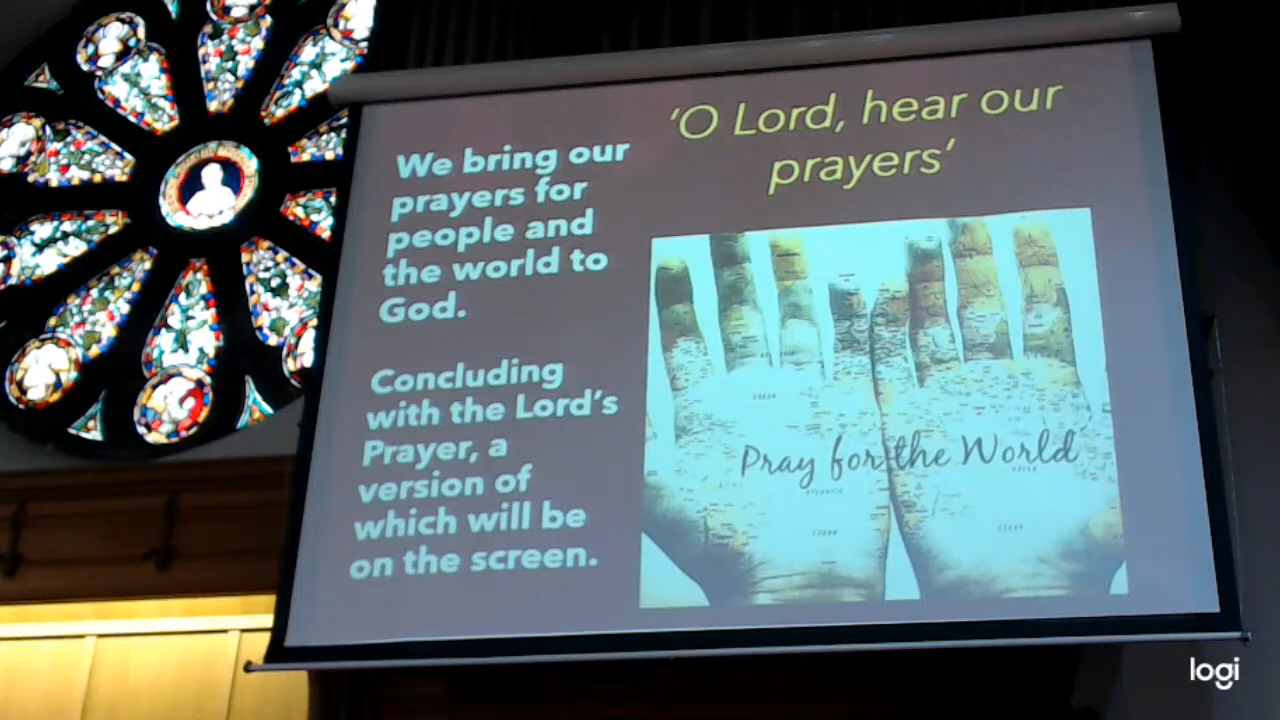 'O Lord, hear our
prayers'
We bring our
prayers for
people and
the world to
God.
Concluding
with the Lord's
Prayer, a
version of
which will be
on the screen.
Pray for the World
logi